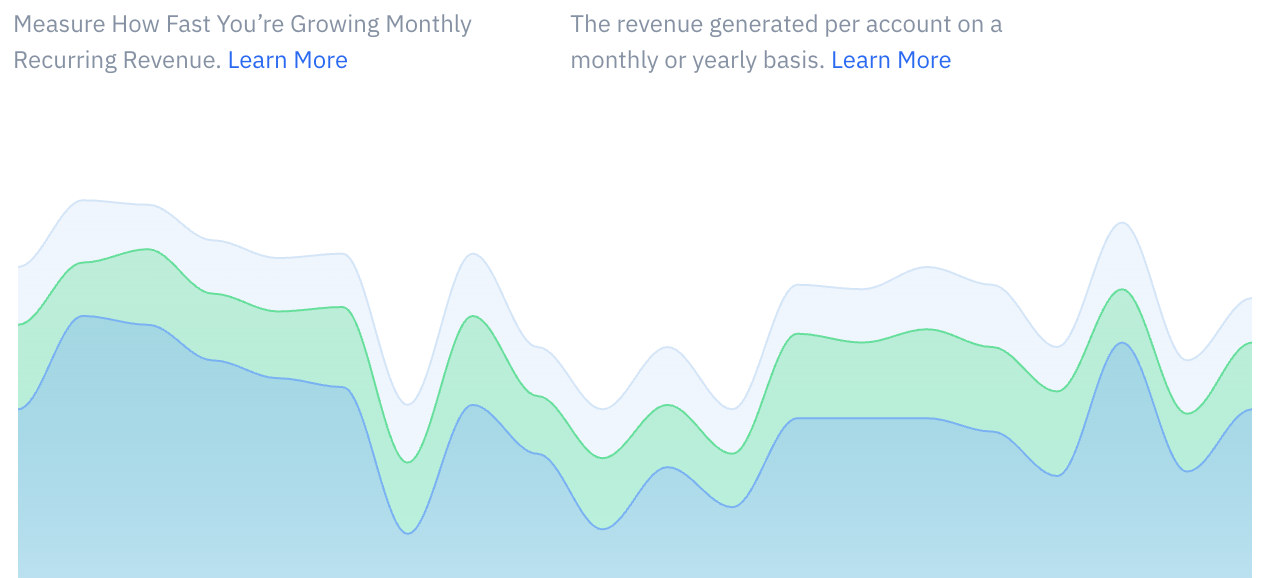 Measure How Fast You’re Growing Monthly
Recurring Revenue. Learn More
The revenue generated per account on a
monthly or yearly basis. Learn More